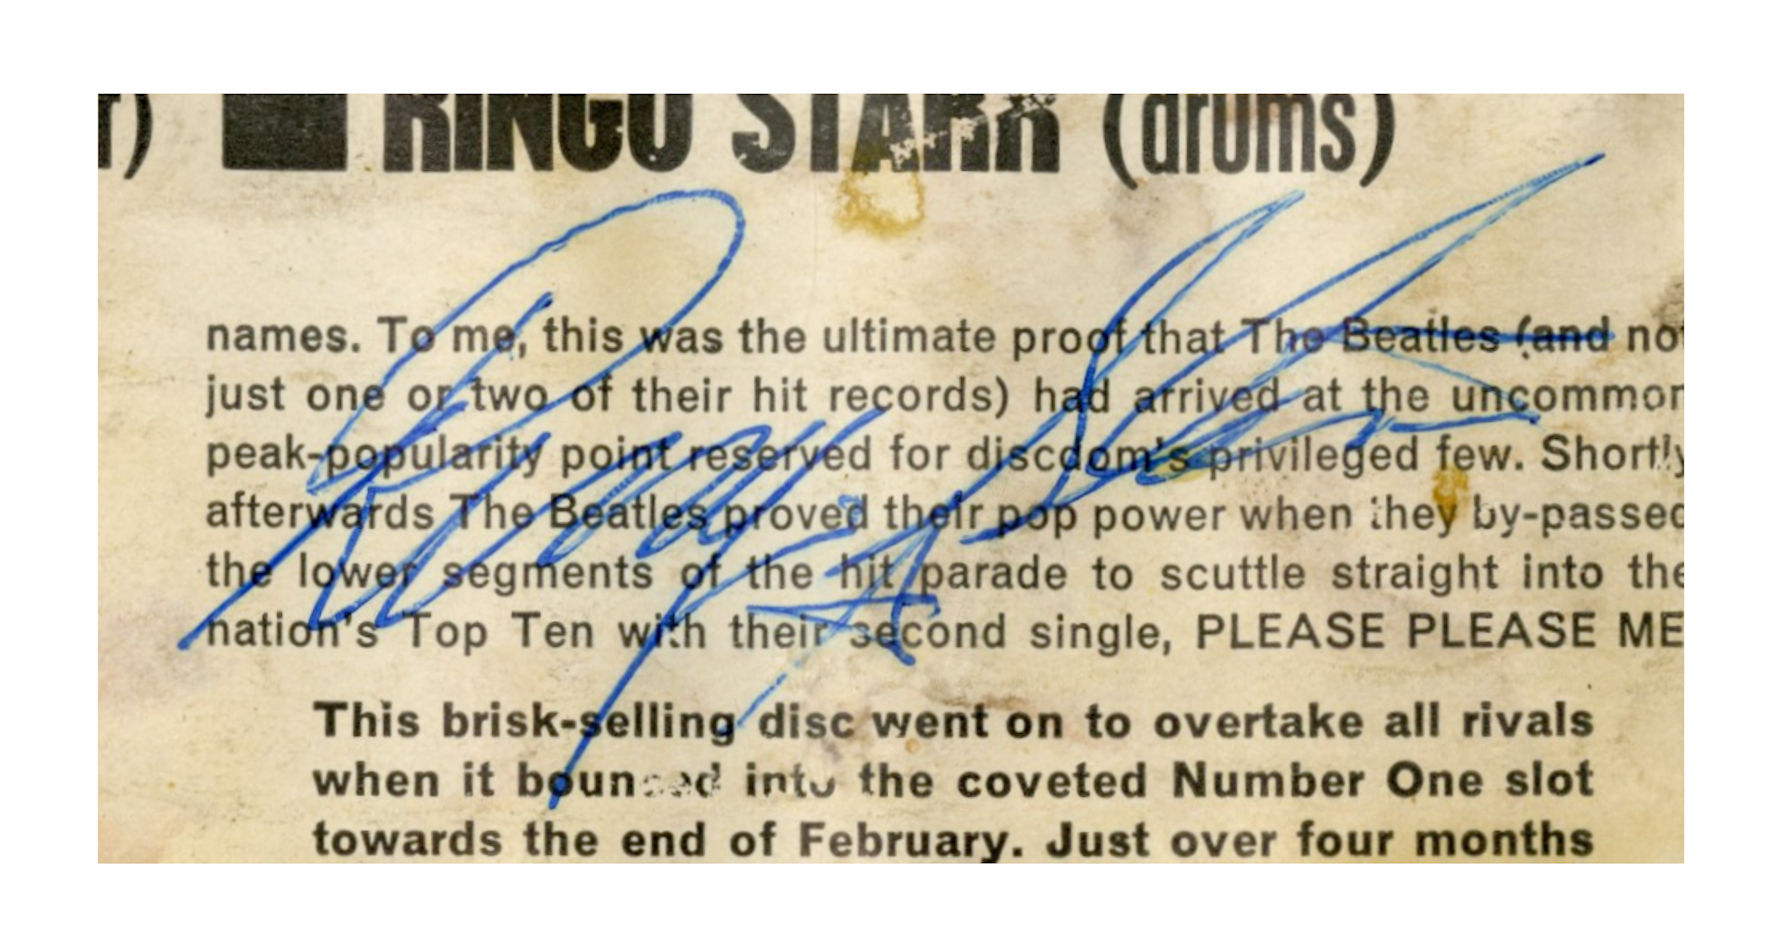 r) ■ RINGO STARR (drums)
Ringo Starr
names. To me, this was the ultimate proof that The Beatles (and not
just one or two of their hit records) had arrived at the uncommon
peak-popularity point reserved for discdom's privileged few. Shortly
afterwards The Beatles proved their pop power when they by-passed
the lower segments of the hit parade to scuttle straight into the
nation's Top Ten with their second single, PLEASE PLEASE ME
This brisk-selling disc went on to overtake all rivals
when it bounced into the coveted Number One slot
towards the end of February. Just over four months